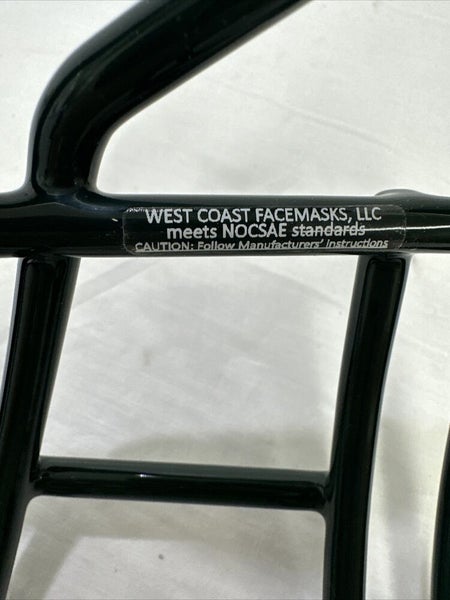 WEST COAST FACEMASKS, LLC
meets NOCSAE standards
CAUTION: Follow Manufacturers' instructions